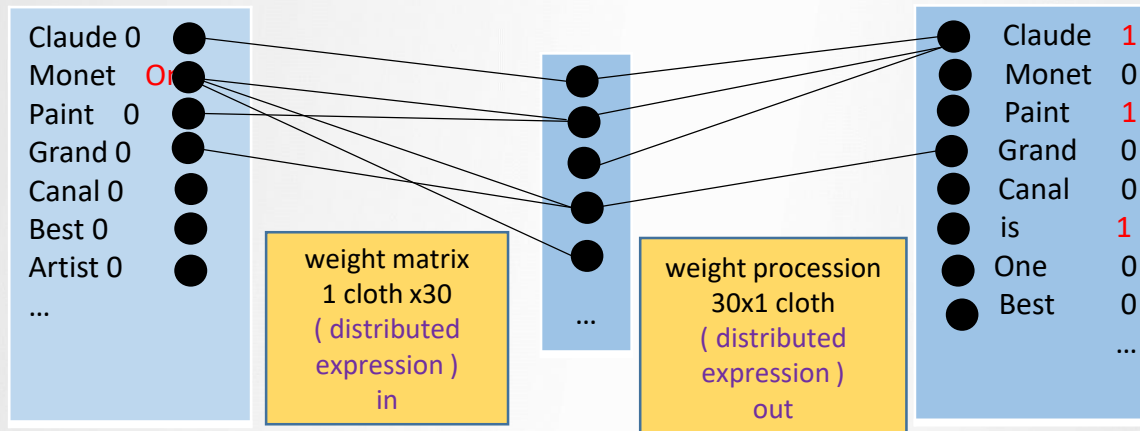 Claude 0
Monet On
Paint 0
Grand 0
Canal 0
Best 0
Artist 0
...
weight matrix
1 cloth x30
( distributed
expression )
in
...
weight procession
30x1 cloth
( distributed
expression )
out
Claude 1
Monet 0
Paint 1
Grand 0
Canal 0
is 1
One 0
Best 0
...